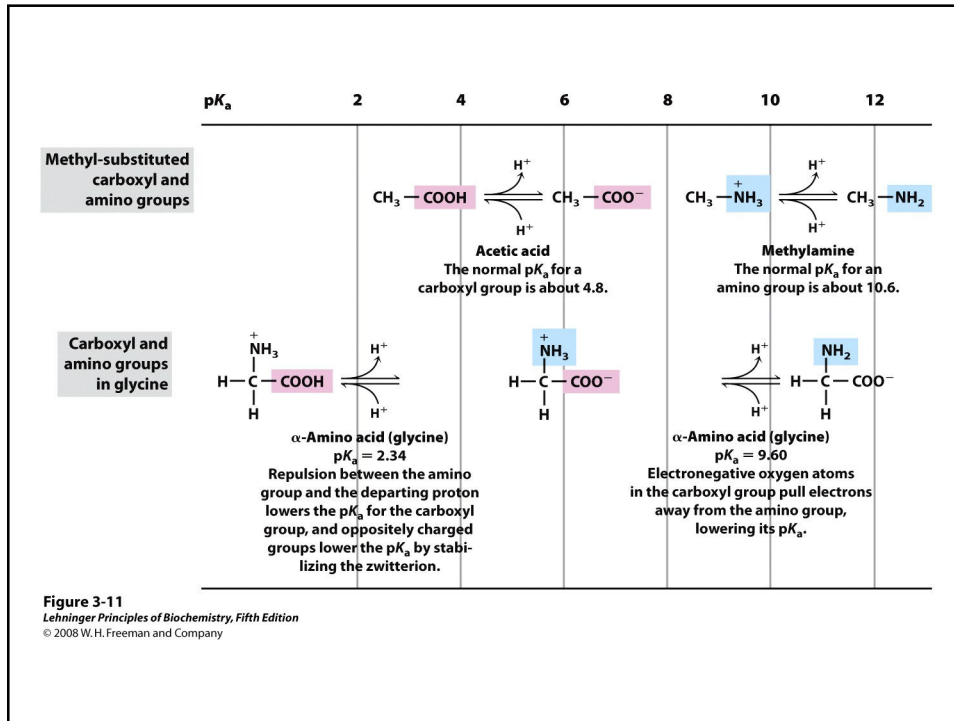 pKa 2 4 6 8 10 12
Methyl-substituted
carboxyl and
amino groups
CH3 — COOH H+ H+ CH3 — COO−
Acetic acid
The normal pKa for a
carboxyl group is about 4.8.
CH3 — +NH3 H+ H+ CH3 — NH2
Methylamine
The normal pKa for an
amino group is about 10.6.
Carboxyl and
amino groups
in glycine
+
NH3
H — C — COOH
H
H+
H+
+
NH3
H — C — COO−
H
H+
H+
NH2
H — C — COO−
H
α-Amino acid (glycine)
pKa = 2.34
Repulsion between the amino
group and the departing proton
lowers the pKa for the carboxyl
group, and oppositely charged
groups lower the pKa by stabi-
lizing the zwitterion.
α-Amino acid (glycine)
pKa = 9.60
Electronegative oxygen atoms
in the carboxyl group pull electrons
away from the amino group,
lowering its pKa.
Figure 3-11
Lehninger Principles of Biochemistry, Fifth Edition
© 2008 W. H. Freeman and Company